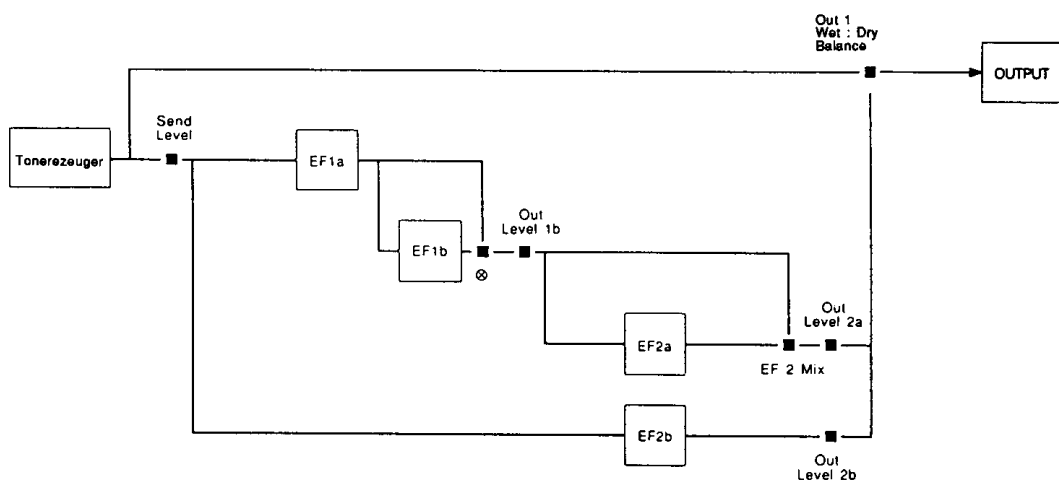 Out 1
Wet : Dry
Balance
OUTPUT
Send
Level
Tonerezeuger
EF1a
Out
Level 1b
EF1b
Out
Level 2a
EF2a
EF 2 Mix
EF2b
Out
Level 2b